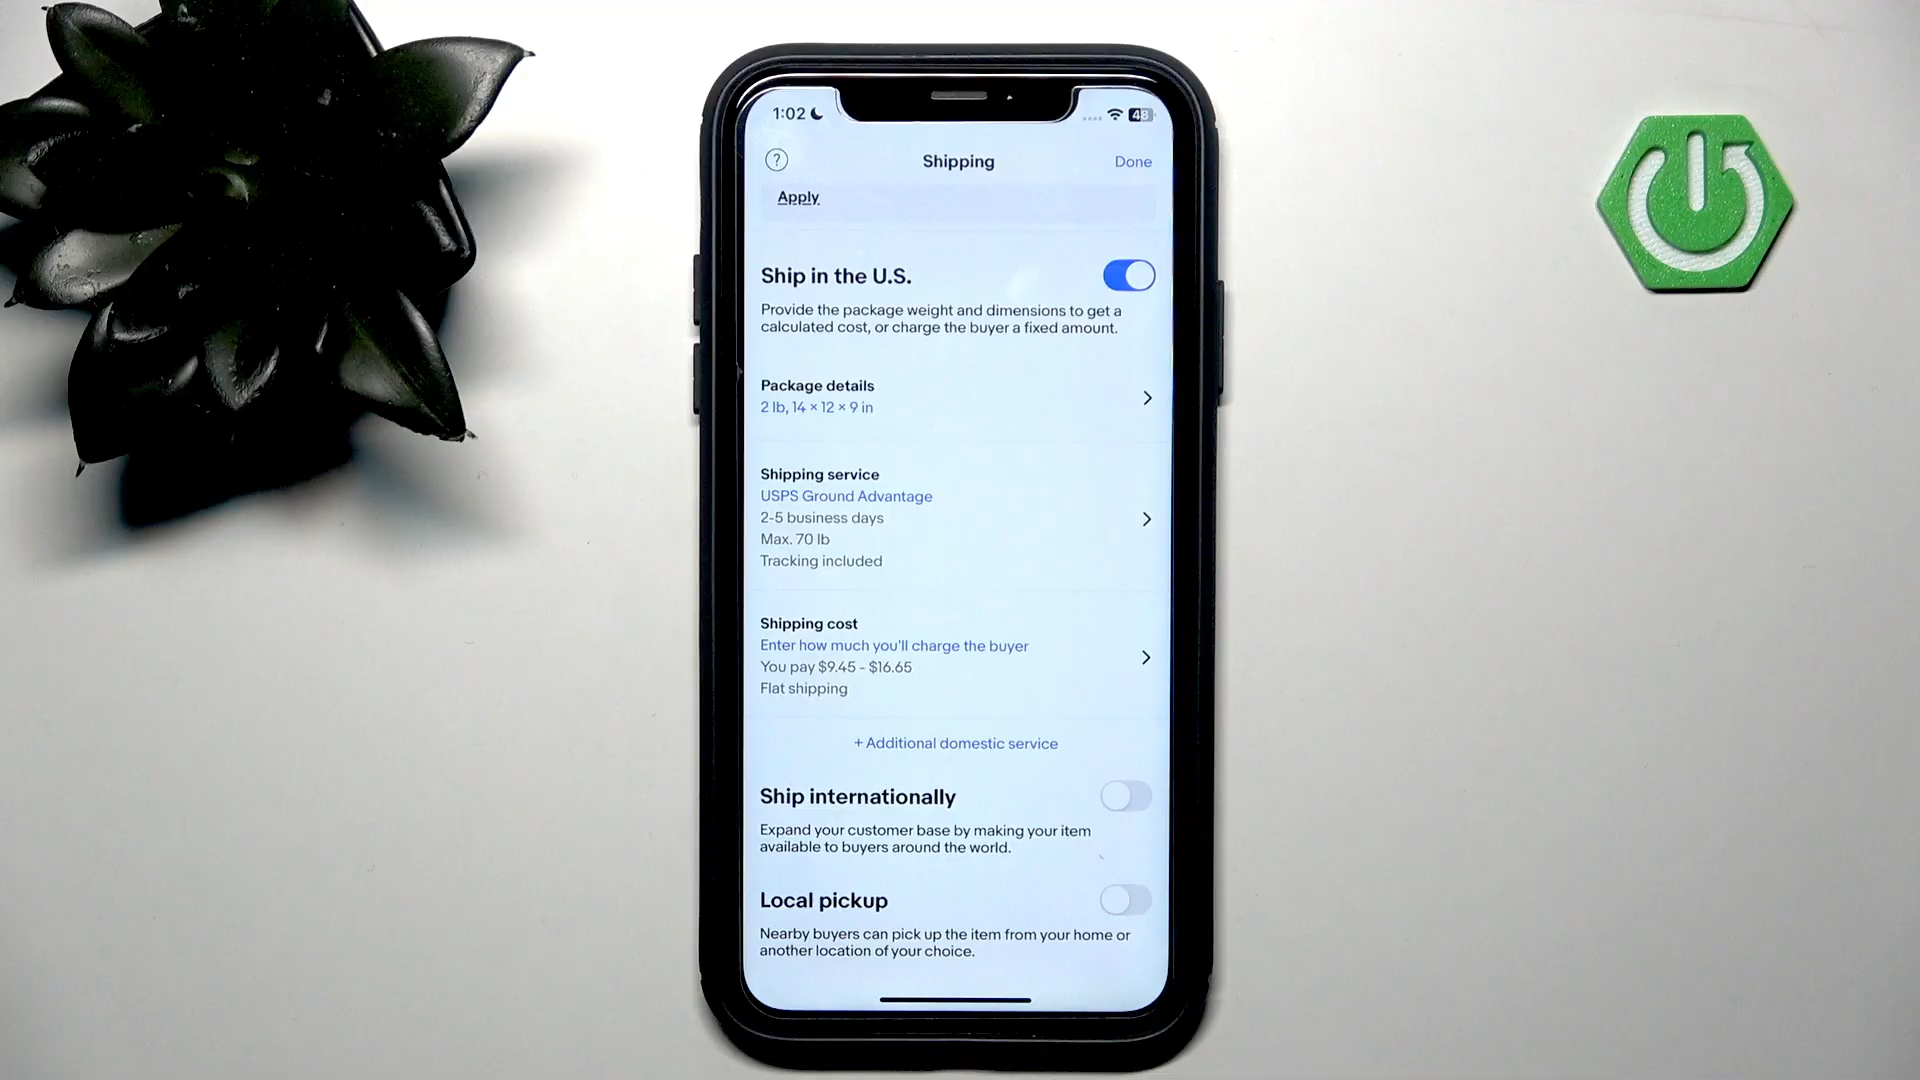 1:02
48
Shipping
Done
Apply
Ship in the U.S.
Provide the package weight and dimensions to get a
calculated cost, or charge the buyer a fixed amount.
Package details
2 lb, 14 × 12 × 9 in
Shipping service
USPS Ground Advantage
2-5 business days
Max. 70 lb
Tracking included
Shipping cost
Enter how much you'll charge the buyer
You pay $9.45 - $16.65
Flat shipping
+ Additional domestic service
Ship internationally
Expand your customer base by making your item
available to buyers around the world.
Local pickup
Nearby buyers can pick up the item from your home or
another location of your choice.